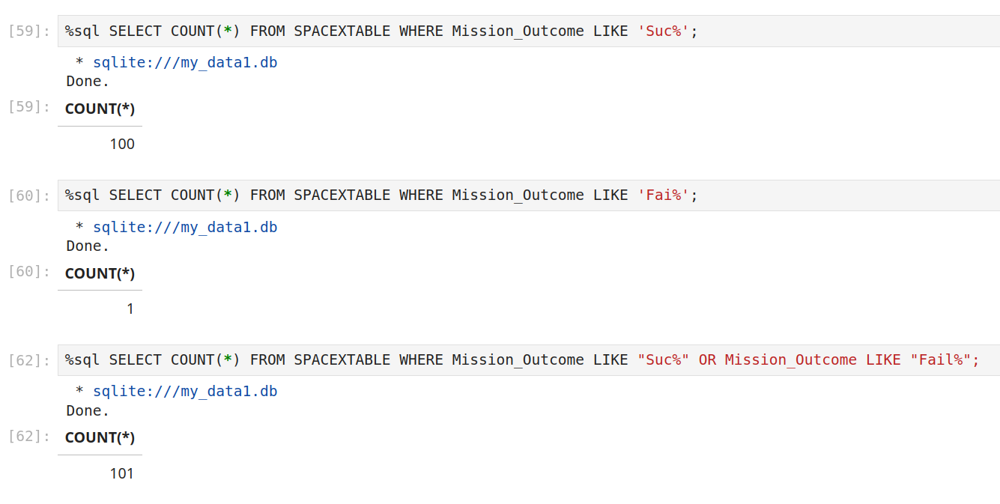 [59]: %sql SELECT COUNT(*) FROM SPACEXTABLE WHERE Mission_Outcome LIKE 'Suc%';
* sqlite:///my_data1.db
Done.
[59]: COUNT(*)
100
[60]: %sql SELECT COUNT(*) FROM SPACEXTABLE WHERE Mission_Outcome LIKE 'Fai%';
* sqlite:///my_data1.db
Done.
[60]: COUNT(*)
1
[62]: %sql SELECT COUNT(*) FROM SPACEXTABLE WHERE Mission_Outcome LIKE "Suc%" OR Mission_Outcome LIKE "Fail%";
* sqlite:///my_data1.db
Done.
[62]: COUNT(*)
101